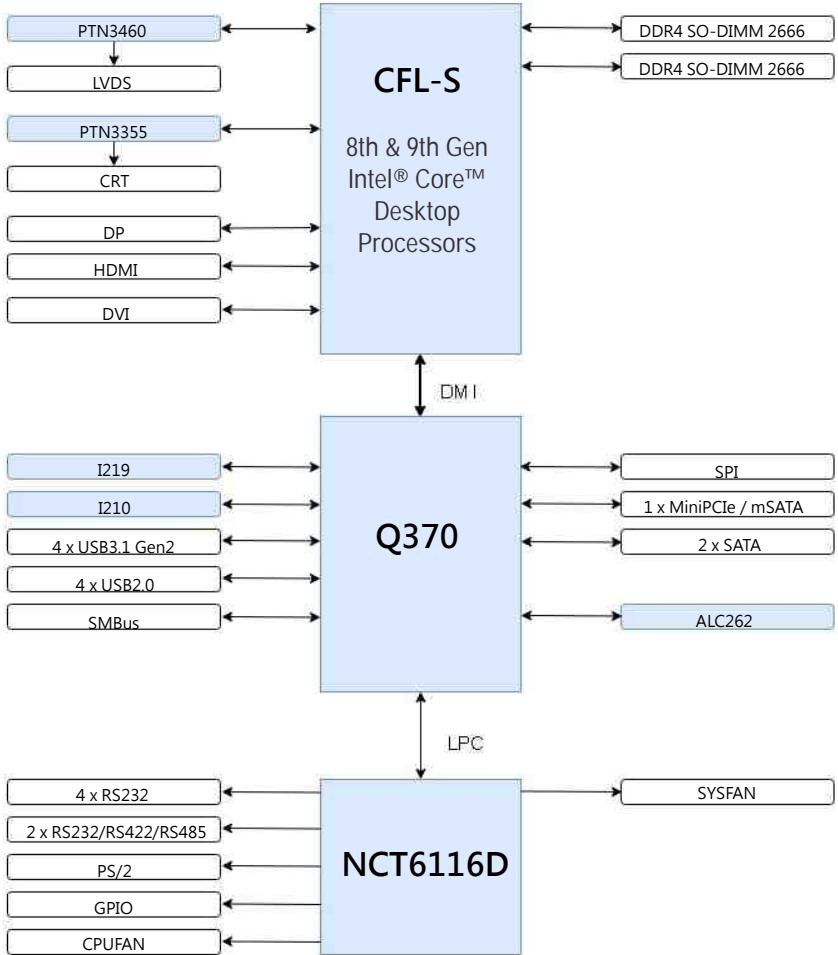 PTN3460
LVDS
PTN3355
CRT
DP
HDMI
DVI
CFL-S
8th & 9th Gen
Intel® Core™
Desktop
Processors
DDR4 SO-DIMM 2666
DDR4 SO-DIMM 2666
DMI
I219
I210
4 x USB3.1 Gen2
4 x USB2.0
SMBus
Q370
SPI
1 x MiniPCIe / mSATA
2 x SATA
ALC262
LPC
4 x RS232
2 x RS232/RS422/RS485
PS/2
GPIO
CPUFAN
NCT6116D
SYSFAN